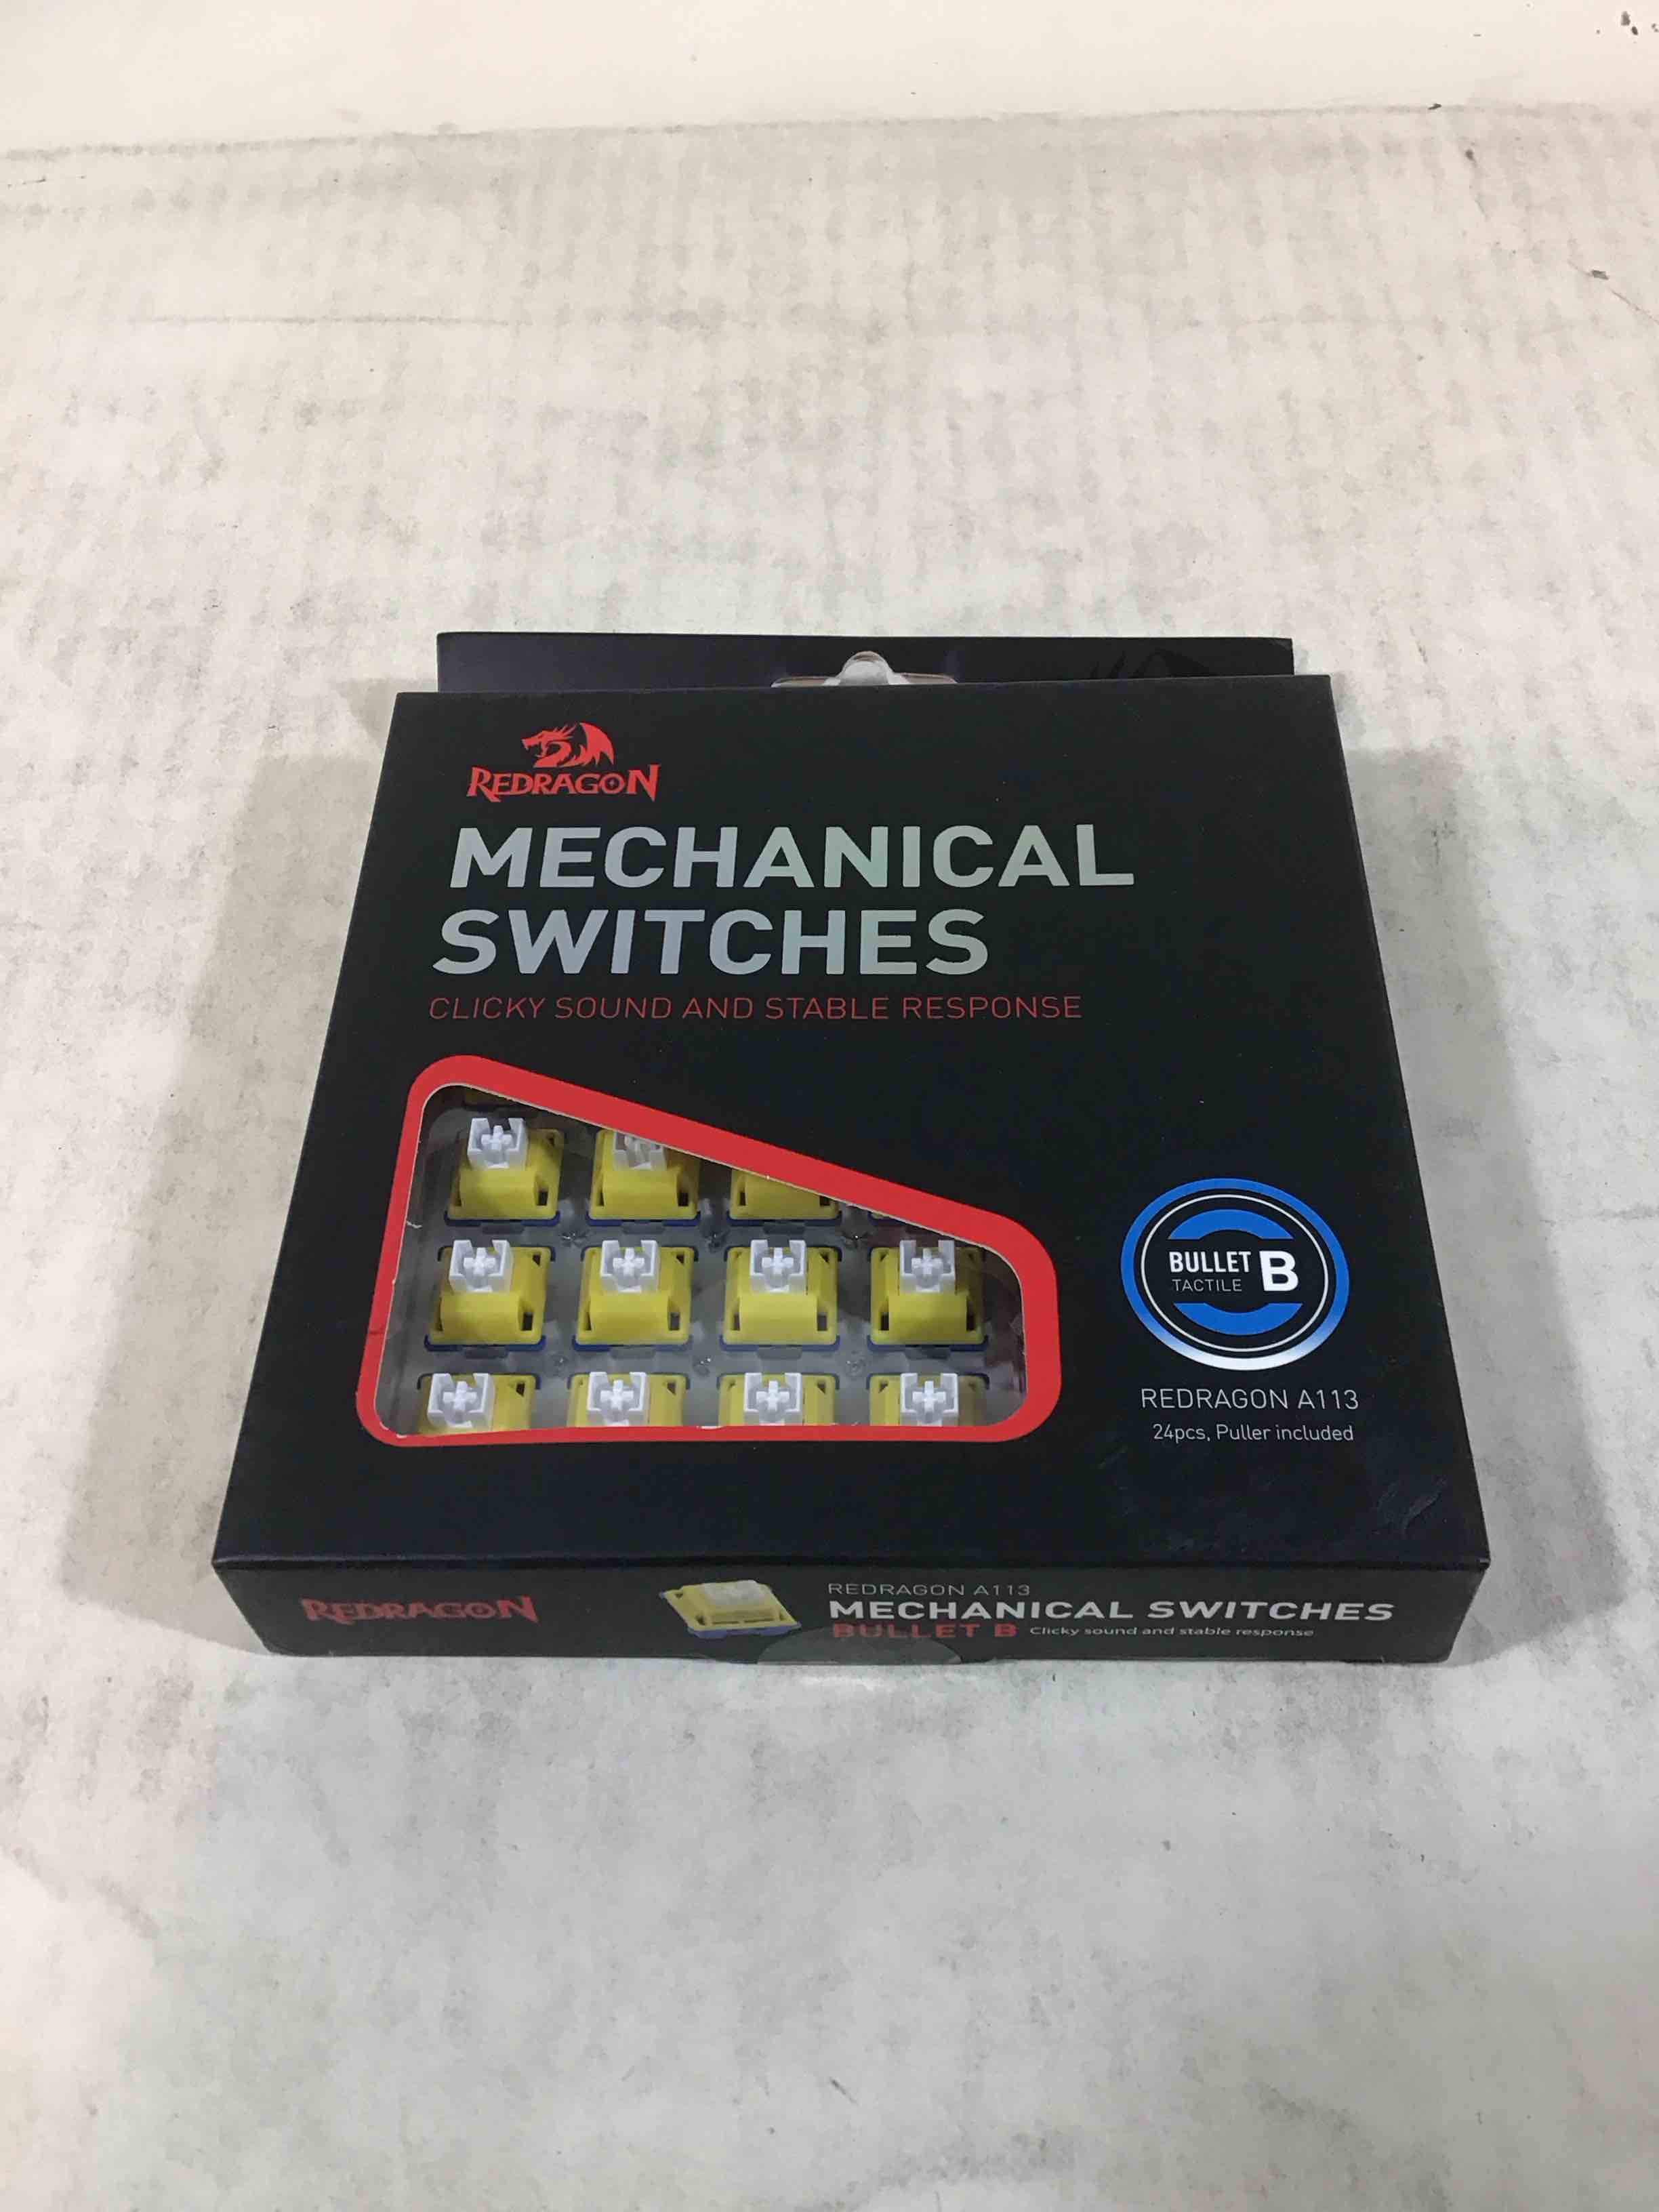 REDRAGON
MECHANICAL
SWITCHES
CLICKY SOUND AND STABLE RESPONSE
BULLET B
TACTILE
REDRAGON A113
24pcs, Puller included
REDRAGON
REDRAGON A113
MECHANICAL SWITCHES
BULLET B Clicky sound and stable response